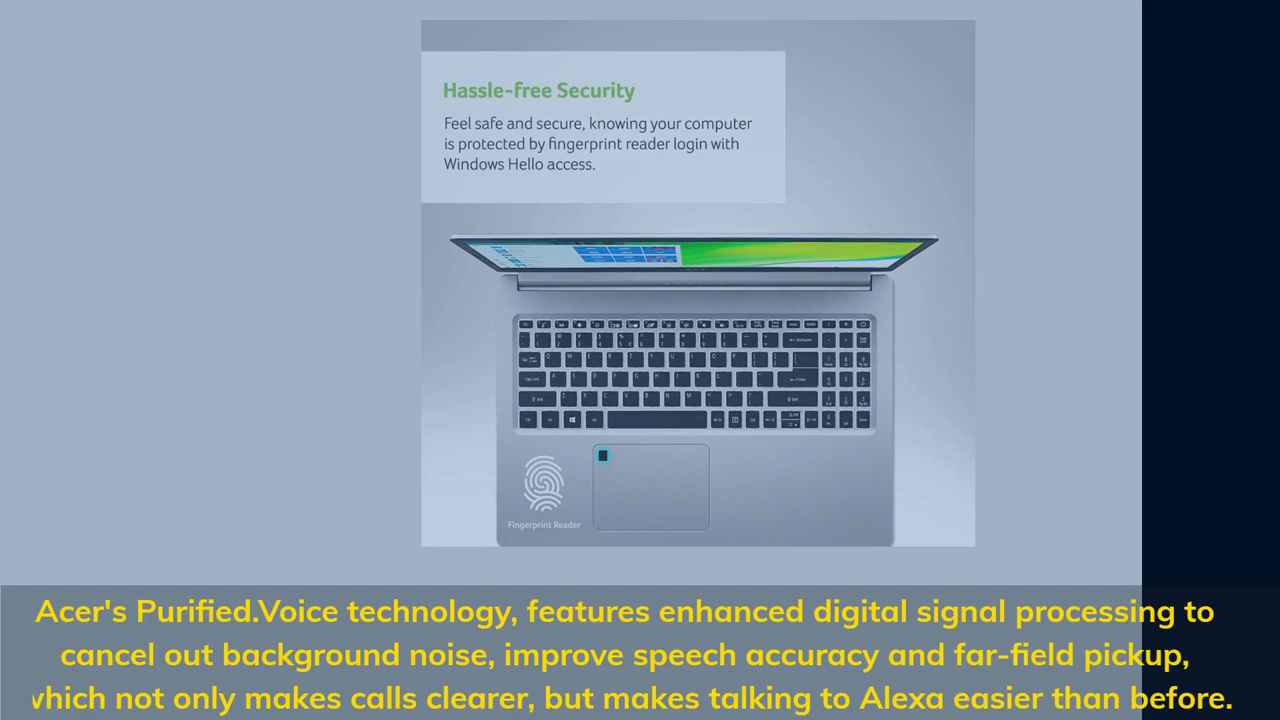 Hassle-free Security
Feel safe and secure, knowing your computer
is protected by fingerprint reader login with
Windows Hello access.
Fingerprint Reader
Acer's Purified.Voice technology, features enhanced digital signal processing to
cancel out background noise, improve speech accuracy and far-field pickup,
which not only makes calls clearer, but makes talking to Alexa easier than before.